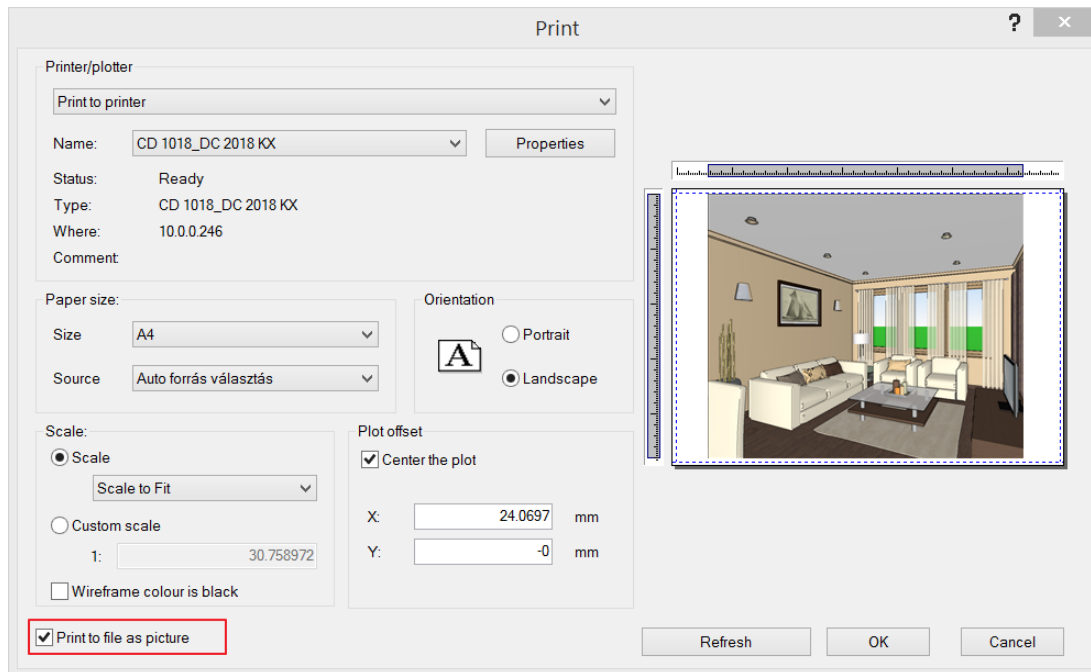 Print
?
Printer/plotter
Print to printer
Name: CD 1018_DC 2018 KX Properties
Status: Ready
Type: CD 1018_DC 2018 KX
Where: 10.0.0.246
Comment:
Paper size:
Size A4
Source Auto forrás választás
Orientation
A
Portrait
Landscape
Scale:
Scale
Scale to Fit
Custom scale
1: 30.758972
Wireframe colour is black
Plot offset
Center the plot
X: 24.0697 mm
Y: -0 mm
Print to file as picture
Refresh OK Cancel